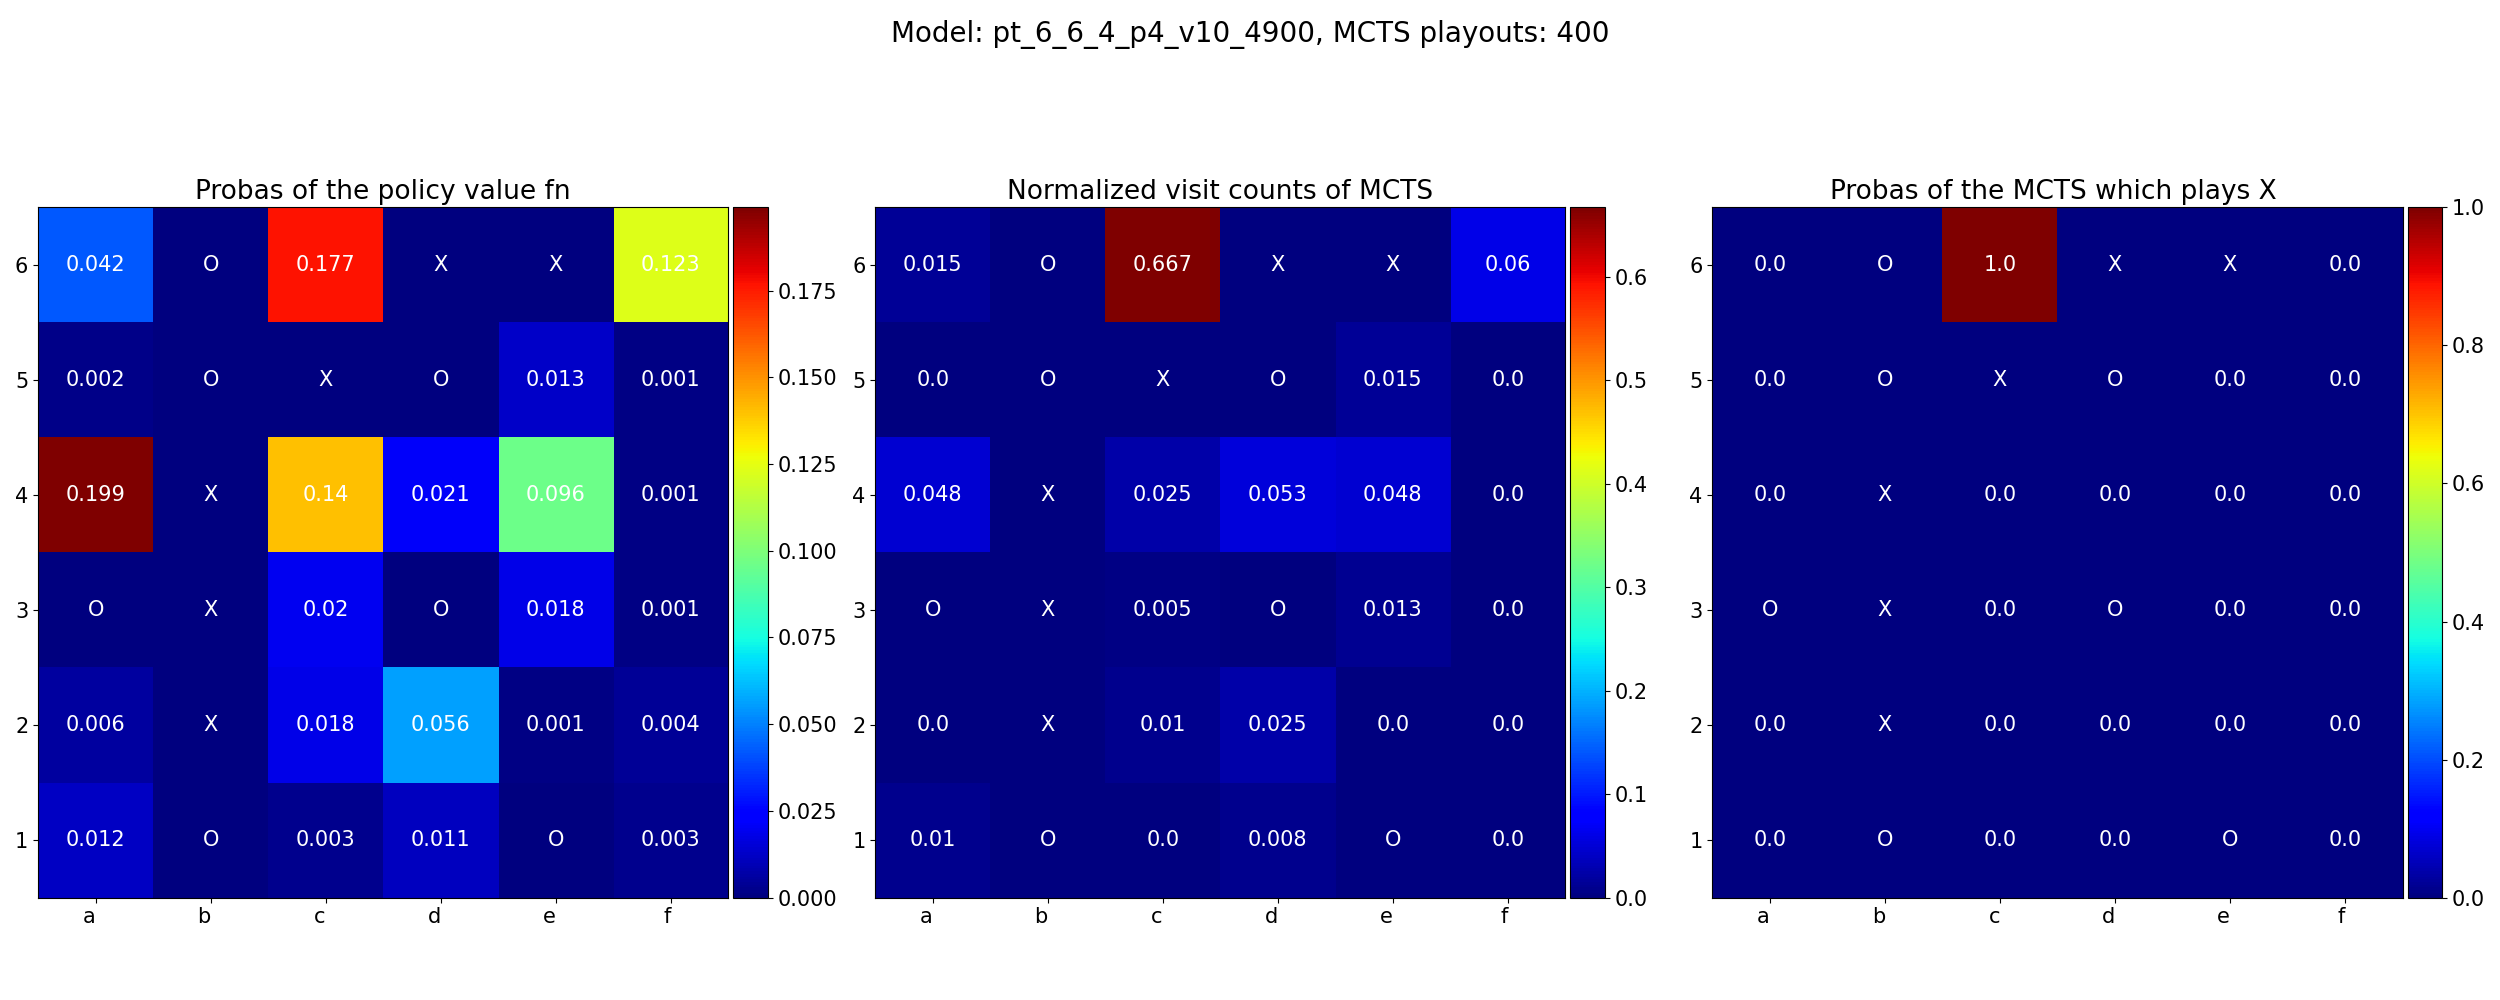 Model: pt_6_6_4_p4_v10_4900, MCTS playouts: 400
Probas of the policy value fn
6 0.042 O 0.177 X X 0.123
5 0.002 O X O 0.013 0.001
4 0.199 X 0.14 0.021 0.096 0.001
3 O X 0.02 O 0.018 0.001
2 0.006 X 0.018 0.056 0.001 0.004
1 0.012 O 0.003 0.011 O 0.003
a b c d e f
0.175
0.150
0.125
0.100
0.075
0.050
0.025
0.000
Normalized visit counts of MCTS
6 0.015 O 0.667 X X 0.06
5 0.0 O X O 0.015 0.0
4 0.048 X 0.025 0.053 0.048 0.0
3 O X 0.005 O 0.013 0.0
2 0.0 X 0.01 0.025 0.0 0.0
1 0.01 O 0.0 0.008 O 0.0
a b c d e f
0.6
0.5
0.4
0.3
0.2
0.1
0.0
Probas of the MCTS which plays X
6 0.0 O 1.0 X X 0.0
5 0.0 O X O 0.0 0.0
4 0.0 X 0.0 0.0 0.0 0.0
3 O X 0.0 O 0.0 0.0
2 0.0 X 0.0 0.0 0.0 0.0
1 0.0 O 0.0 0.0 O 0.0
a b c d e f
1.0
0.8
0.6
0.4
0.2
0.0